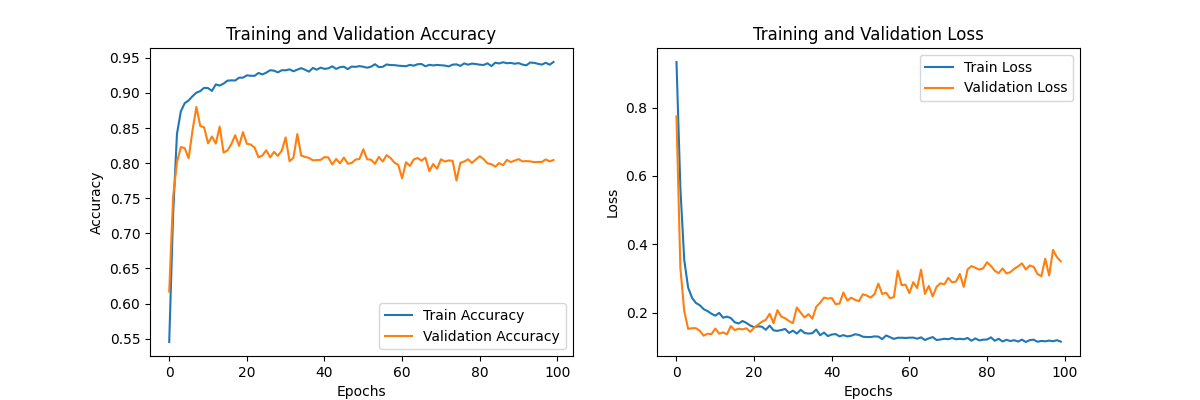 Training and Validation Accuracy
0.95
0.90
0.85
0.80
0.75
0.70
0.65
0.60
0.55
Accuracy
0
20
40
60
80
100
Epochs
Train Accuracy
Validation Accuracy
Training and Validation Loss
0.8
0.6
0.4
0.2
Loss
0
20
40
60
80
100
Epochs
Train Loss
Validation Loss